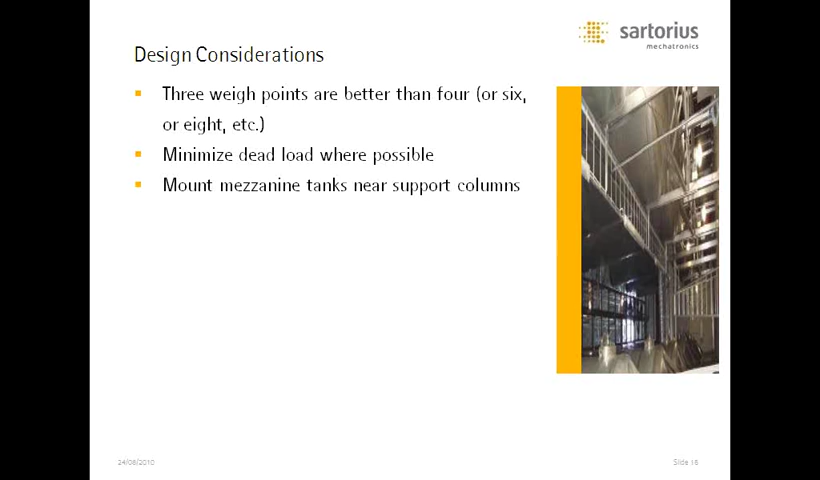 sartorius
mechatronics
Design Considerations
Three weigh points are better than four (or six,
or eight, etc.)
Minimize dead load where possible
Mount mezzanine tanks near support columns
24/08/2010
Slide 16